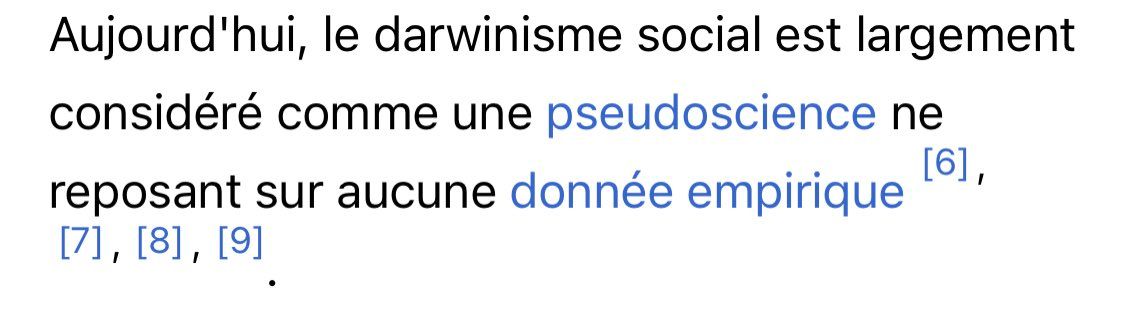 Aujourd'hui, le darwinisme social est largement
considéré comme une pseudoscience ne
reposant sur aucune donnée empirique [6],
[7], [8], [9].